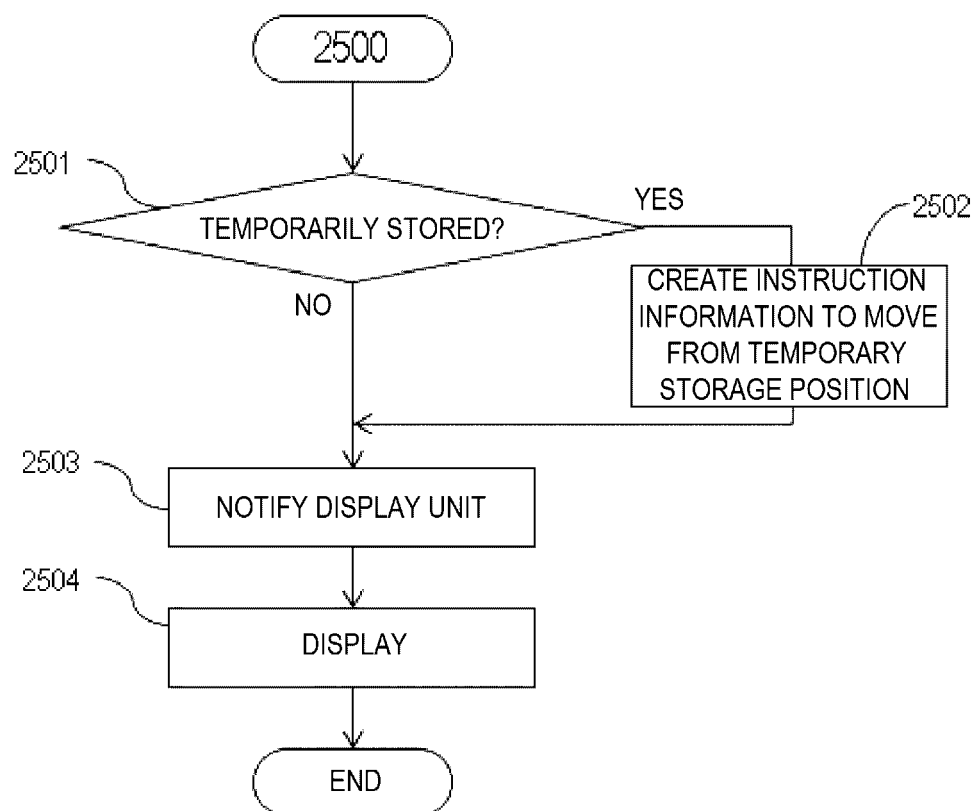 2500
2501
TEMPORARILY STORED?
YES
2502
CREATE INSTRUCTION
INFORMATION TO MOVE
FROM TEMPORARY
STORAGE POSITION
NO
2503
NOTIFY DISPLAY UNIT
2504
DISPLAY
END